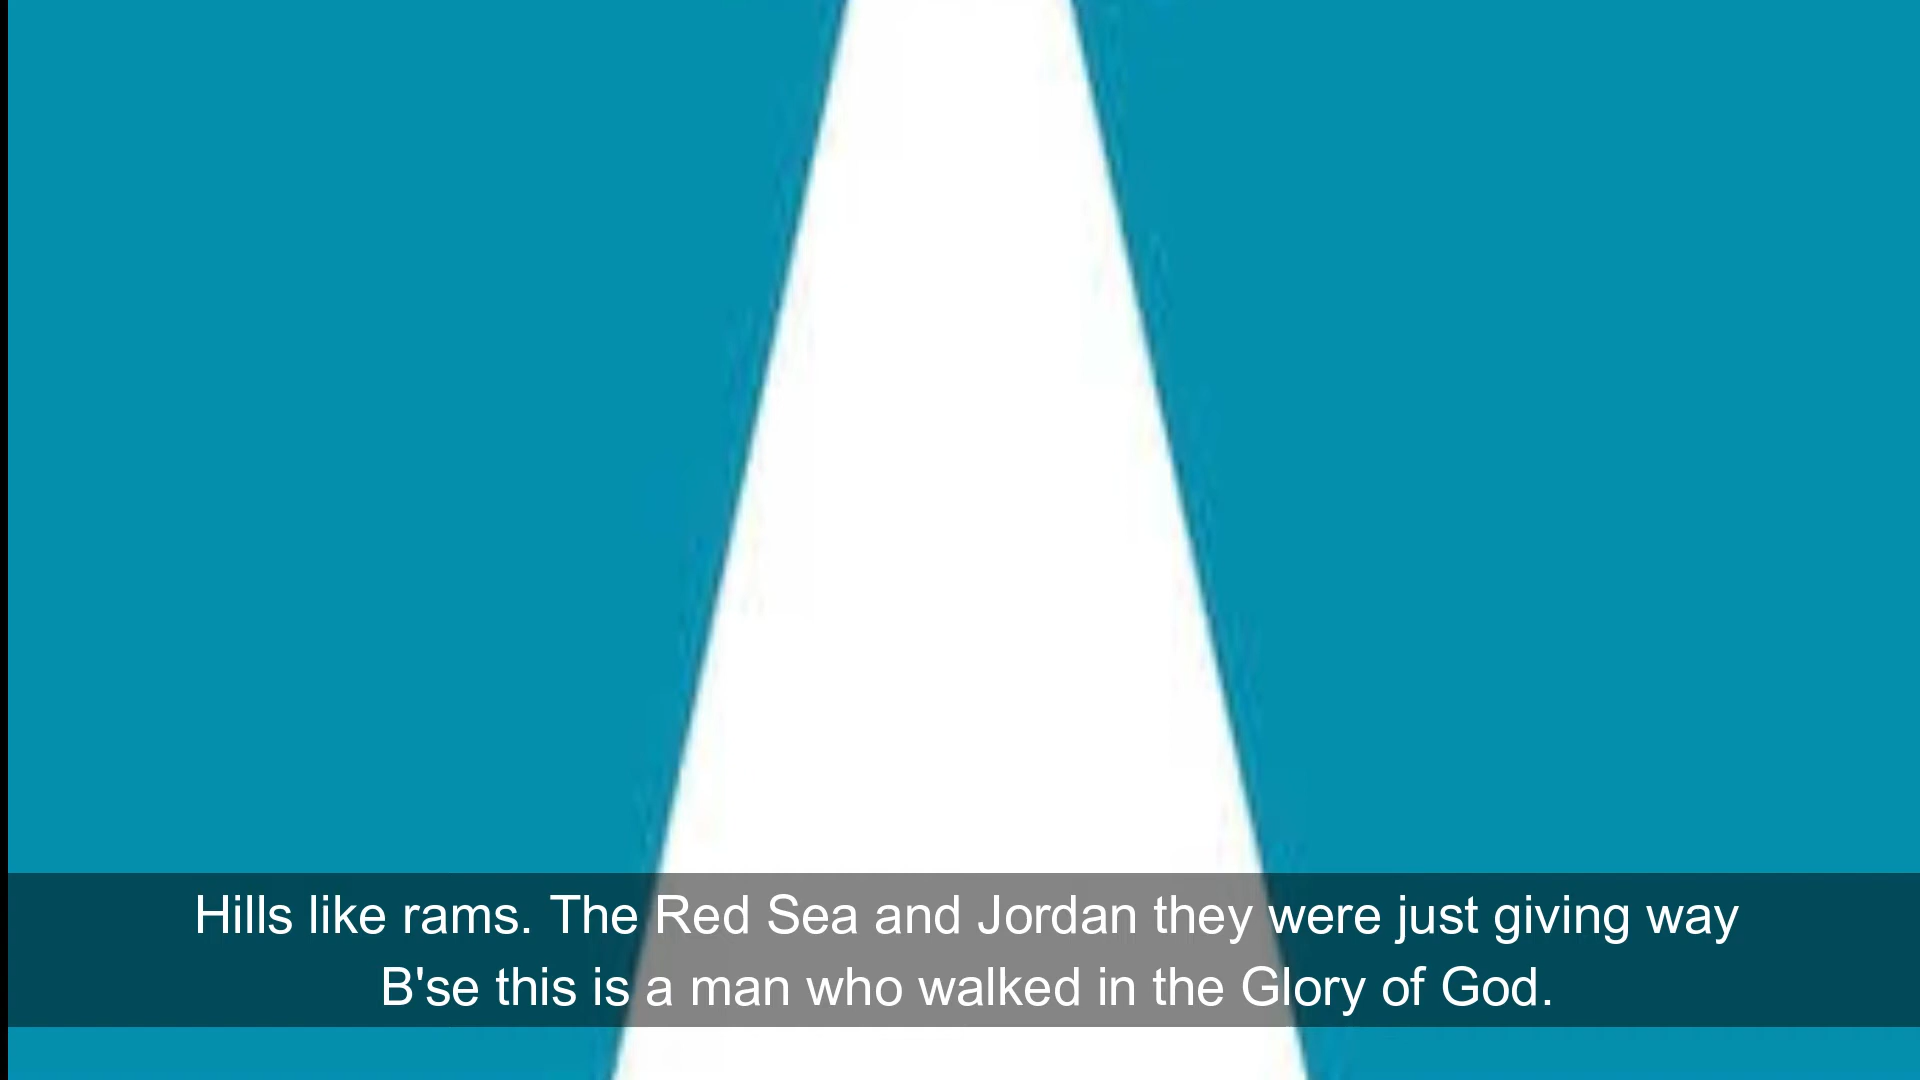 Hills like rams. The Red Sea and Jordan they were just giving way
B'se this is a man who walked in the Glory of God.